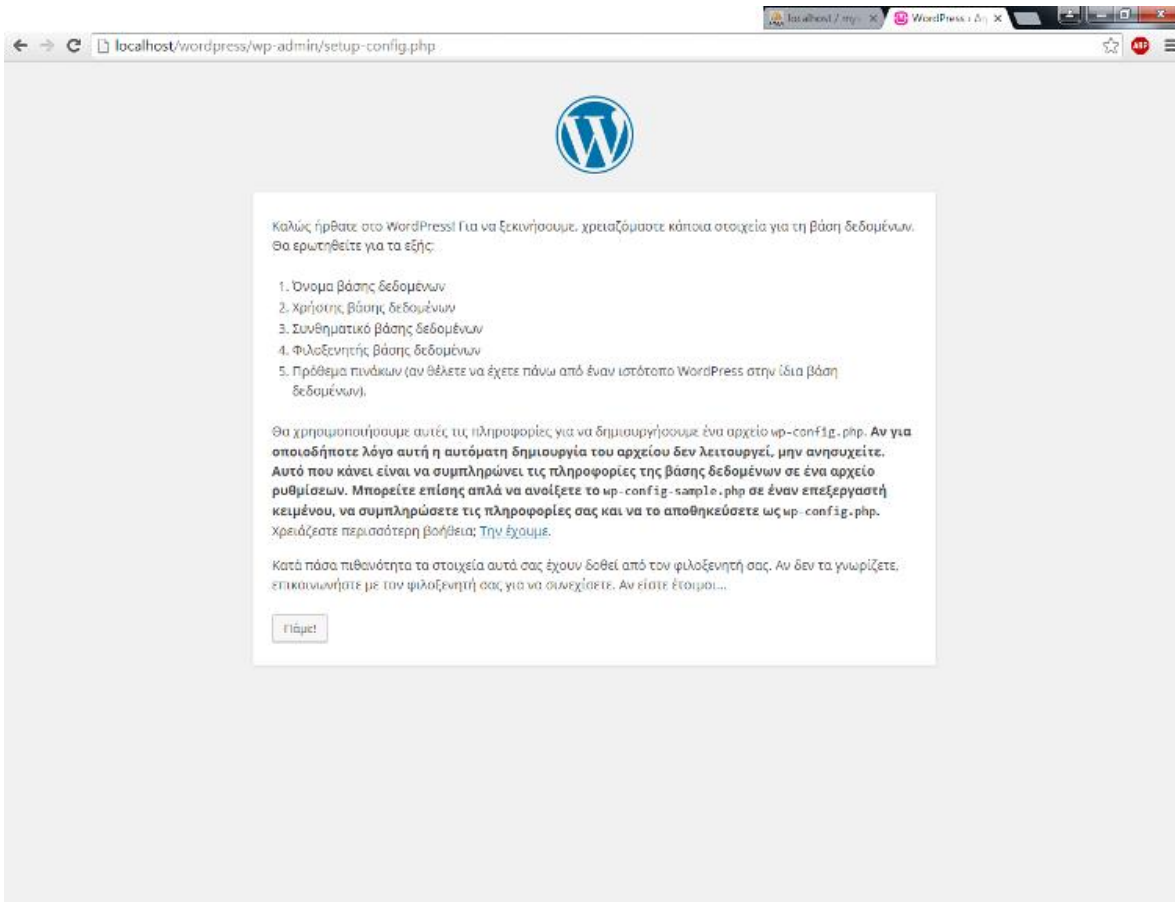 localhost / my
WordPress › Δη
localhost/wordpress/wp-admin/setup-config.php
ABP
Καλώς ήρθατε στο WordPress! Για να ξεκινήσουμε, χρειαζόμαστε κάποια στοιχεία για τη βάση δεδομένων.
Θα ερωτηθείτε για τα εξής:
1. Όνομα βάσης δεδομένων
2. Χρήστης βάσης δεδομένων
3. Συνθηματικό βάσης δεδομένων
4. Φιλοξενητής βάσης δεδομένων
5. Πρόθεμα πινάκων (αν θέλετε να έχετε πάνω από έναν ιστότοπο WordPress στην ίδια βάση
δεδομένων).
Θα χρησιμοποιήσουμε αυτές τις πληροφορίες για να δημιουργήσουμε ένα αρχείο wp-config.php. Αν για
οποιοδήποτε λόγο αυτή η αυτόματη δημιουργία του αρχείου δεν λειτουργεί, μην ανησυχείτε.
Αυτό που κάνει είναι να συμπληρώνει τις πληροφορίες της βάσης δεδομένων σε ένα αρχείο
ρυθμίσεων. Μπορείτε επίσης απλά να ανοίξετε το wp-config-sample.php σε έναν επεξεργαστή
κειμένου, να συμπληρώσετε τις πληροφορίες σας και να το αποθηκεύσετε ως wp-config.php.
Χρειάζεστε περισσότερη βοήθεια; Την έχουμε.
Κατά πάσα πιθανότητα τα στοιχεία αυτά σας έχουν δοθεί από τον φιλοξενητή σας. Αν δεν τα γνωρίζετε,
επικοινωνήστε με τον φιλοξενητή σας για να συνεχίσετε. Αν είστε έτοιμοι...
Πάμε!